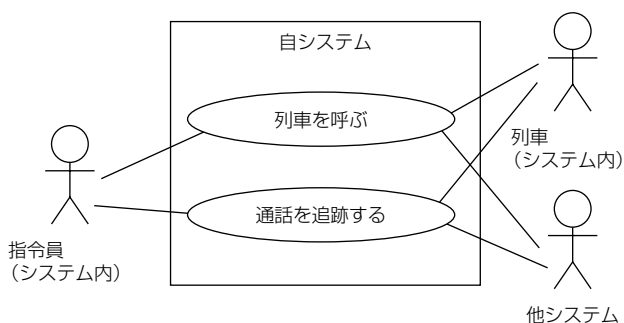 自システム
列車を呼ぶ
通話を追跡する
指令員
（システム内）
列車
（システム内）
他システム